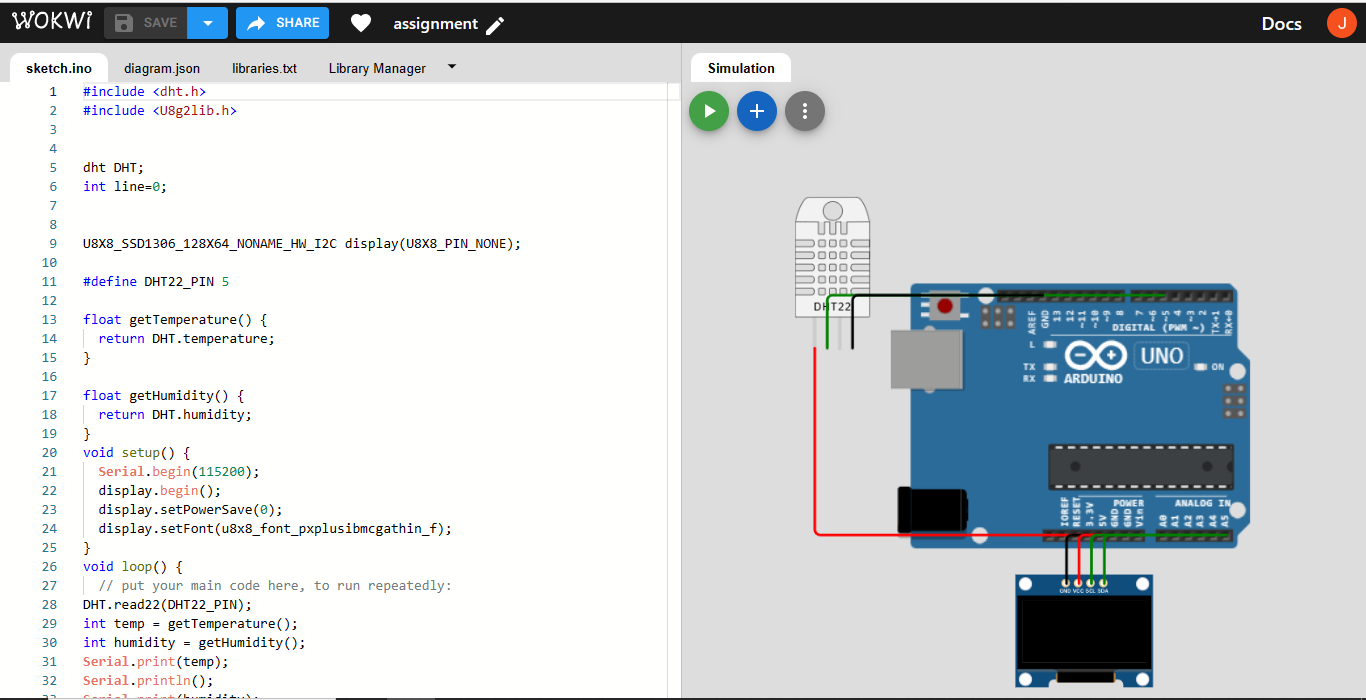 WOKWI SAVE SHARE assignment Docs J
sketch.ino diagram.json libraries.txt Library Manager Simulation
1 #include <dht.h>
2 #include <U8g2lib.h>
3
4
5 dht DHT;
6 int line=0;
7
8
9 U8X8_SSD1306_128X64_NONAME_HW_I2C display(U8X8_PIN_NONE);
10
11 #define DHT22_PIN 5
12
13 float getTemperature() {
14 return DHT.temperature;
15 }
16
17 float getHumidity() {
18 return DHT.humidity;
19 }
20 void setup() {
21 Serial.begin(115200);
22 display.begin();
23 display.setPowerSave(0);
24 display.setFont(u8x8_font_pxplusibmcgathin_f);
25 }
26 void loop() {
27 // put your main code here, to run repeatedly:
28 DHT.read22(DHT22_PIN);
29 int temp = getTemperature();
30 int humidity = getHumidity();
31 Serial.print(temp);
32 Serial.println();
33 Serial.print(humidity);
DHT22
AREF GND 13 12 ~11 ~10 ~9 8 7 ~6 ~5 4 ~3 2 TX→1 RX←0
DIGITAL (PWM ~)
L
TX
RX
UNO
ARDUINO
ON
IOREF RESET 3.3V 5V GND GND Vin
POWER
ANALOG IN
A0 A1 A2 A3 A4 A5
GND VCC SCL SDA